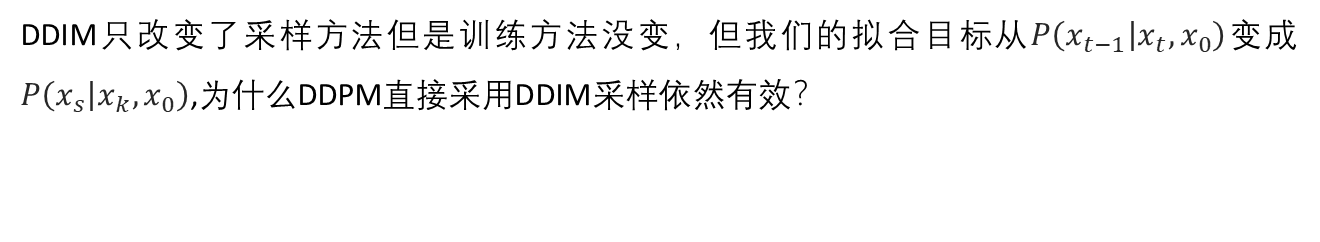 DDIM只改变了采样方法但是训练方法没变，但我们的拟合目标从$P(x_{t-1}|x_t, x_0)$变成
$P(x_s|x_k, x_0)$,为什么DDPM直接采用DDIM采样依然有效？